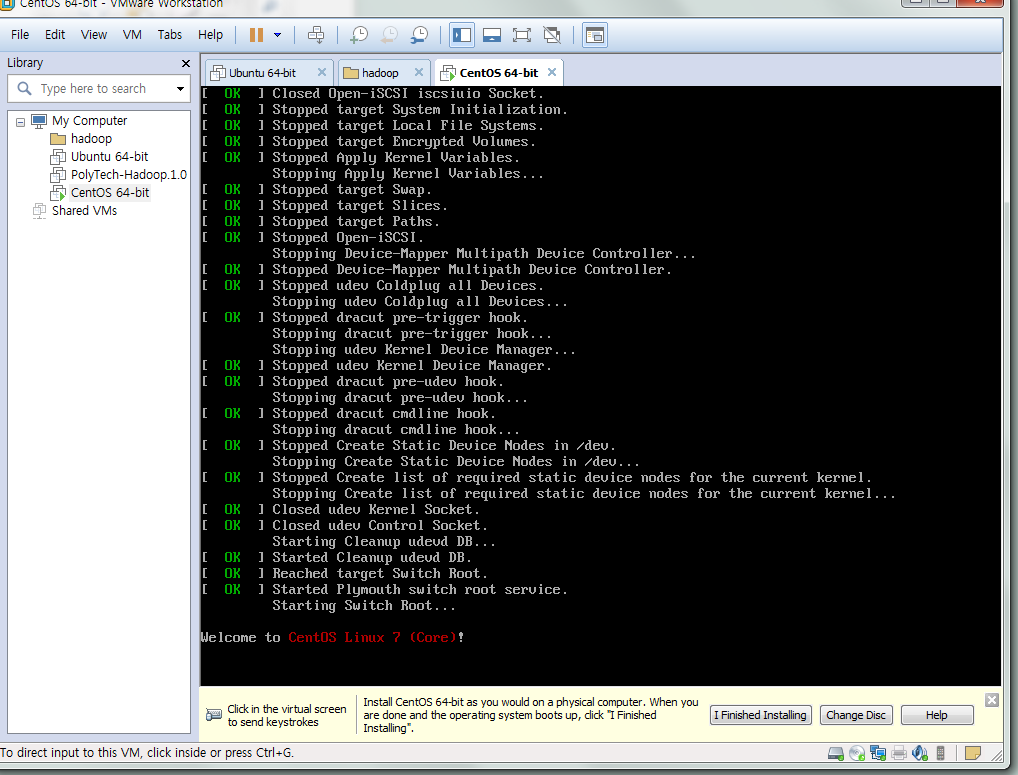 CentOS 64-bit - VMware Workstation
File Edit View VM Tabs Help
Library
Type here to search
My Computer
hadoop
Ubuntu 64-bit
PolyTech-Hadoop.1.0
CentOS 64-bit
Shared VMs
Ubuntu 64-bit hadoop CentOS 64-bit
[ OK ] Closed Open-iSCSI iscsiuio Socket.
[ OK ] Stopped target System Initialization.
[ OK ] Stopped target Local File Systems.
[ OK ] Stopped target Encrypted Volumes.
[ OK ] Stopped Apply Kernel Variables.
Stopping Apply Kernel Variables...
[ OK ] Stopped target Swap.
[ OK ] Stopped target Slices.
[ OK ] Stopped target Paths.
[ OK ] Stopped Open-iSCSI.
Stopping Device-Mapper Multipath Device Controller...
[ OK ] Stopped Device-Mapper Multipath Device Controller.
[ OK ] Stopped udev Coldplug all Devices.
Stopping udev Coldplug all Devices...
[ OK ] Stopped dracut pre-trigger hook.
Stopping dracut pre-trigger hook...
Stopping udev Kernel Device Manager...
[ OK ] Stopped udev Kernel Device Manager.
[ OK ] Stopped dracut pre-udev hook.
Stopping dracut pre-udev hook...
[ OK ] Stopped dracut cmdline hook.
Stopping dracut cmdline hook...
[ OK ] Stopped Create Static Device Nodes in /dev.
Stopping Create Static Device Nodes in /dev...
[ OK ] Stopped Create list of required static device nodes for the current kernel.
Stopping Create list of required static device nodes for the current kernel...
[ OK ] Closed udev Kernel Socket.
[ OK ] Closed udev Control Socket.
Starting Cleanup udevd DB...
[ OK ] Started Cleanup udevd DB.
[ OK ] Reached target Switch Root.
[ OK ] Started Plymouth switch root service.
Starting Switch Root...
Welcome to CentOS Linux 7 (Core)!
Click in the virtual screen
to send keystrokes
Install CentOS 64-bit as you would on a physical computer. When you
are done and the operating system boots up, click "I Finished
Installing".
I Finished Installing Change Disc Help
To direct input to this VM, click inside or press Ctrl+G.